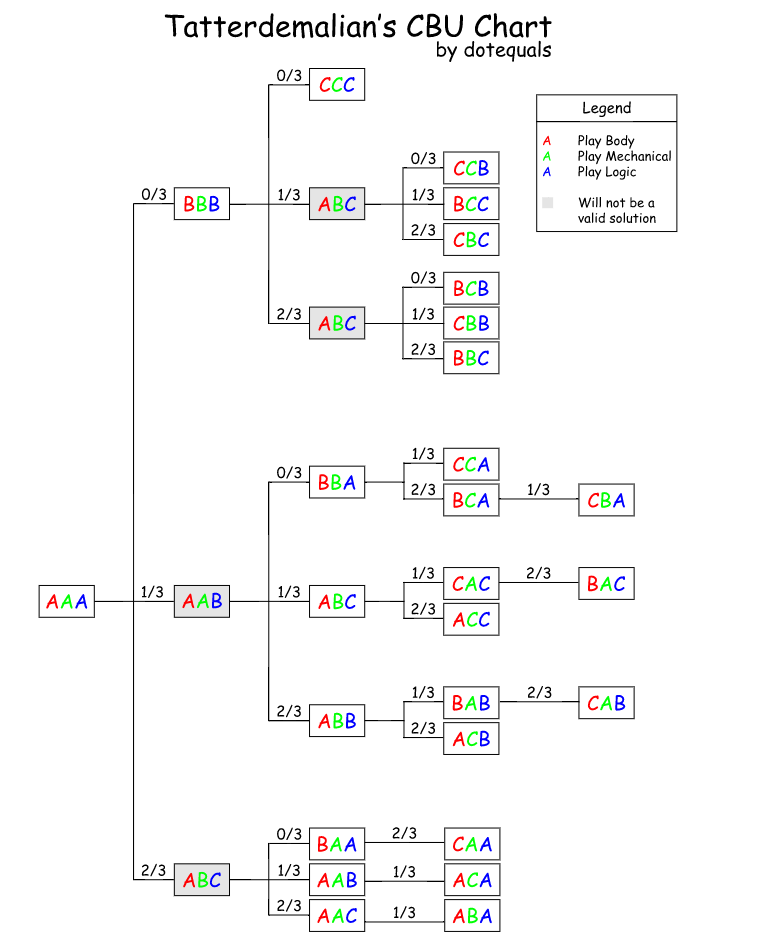 Tatterdemalian's CBU Chart
by dotequals
0/3 CCC
Legend
A Play Body
A Play Mechanical
A Play Logic
Will not be a
valid solution
0/3 CCB
0/3 BBB 1/3 ABC 1/3 BCC
2/3 CBC
0/3 BCB
2/3 ABC 1/3 CBB
2/3 BBC
1/3 CCA
0/3 BBA
2/3 BCA 1/3 CBA
1/3 CAC 2/3 BAC
AAA 1/3 AAB 1/3 ABC
2/3 ACC
1/3 BAB 2/3 CAB
2/3 ABB
2/3 ACB
0/3 BAA 2/3 CAA
2/3 ABC 1/3 AAB 1/3 ACA
2/3 AAC 1/3 ABA